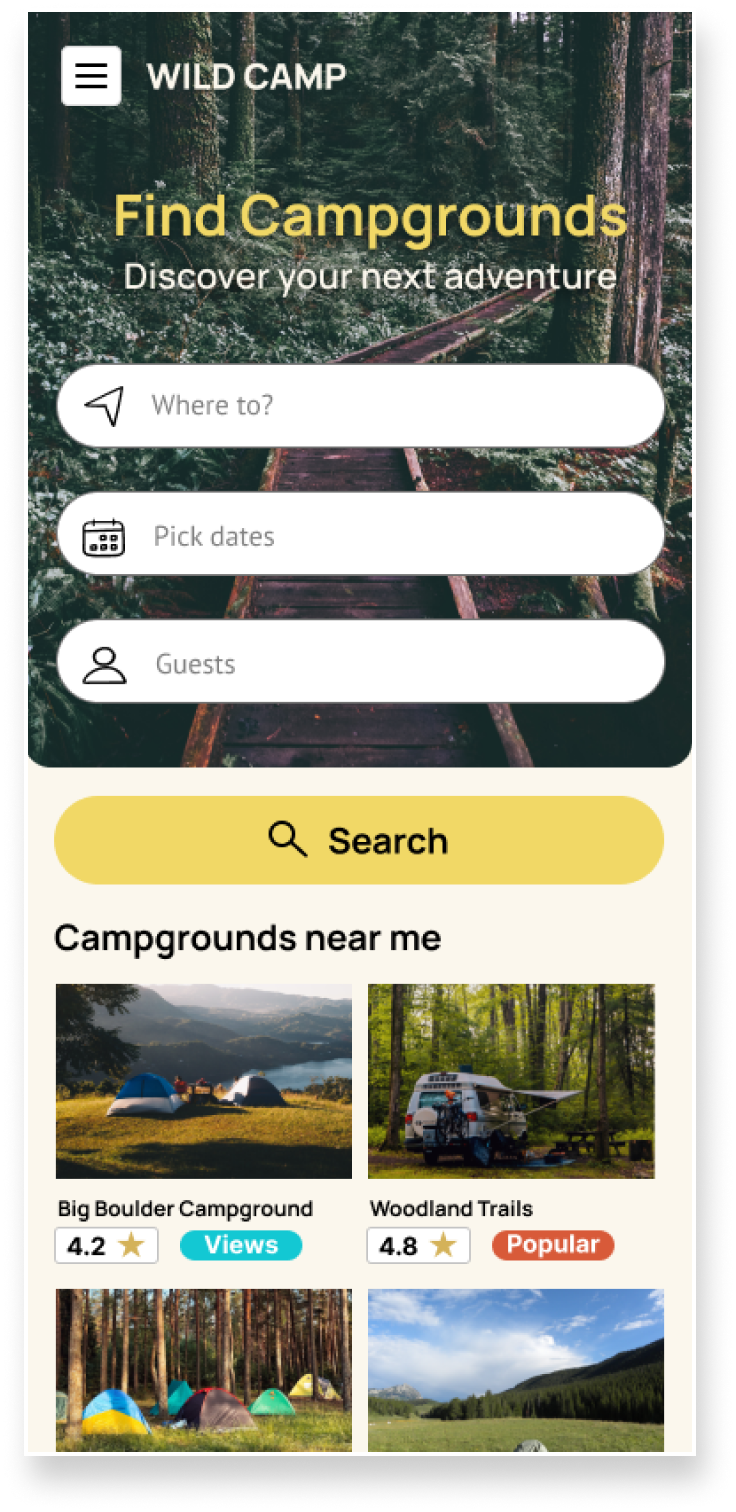 WILD CAMP
Find Campgrounds
Discover your next adventure
Where to?
Pick dates
Guests
Search
Campgrounds near me
Big Boulder Campground
4.2 ★
Views
Woodland Trails
4.8 ★
Popular